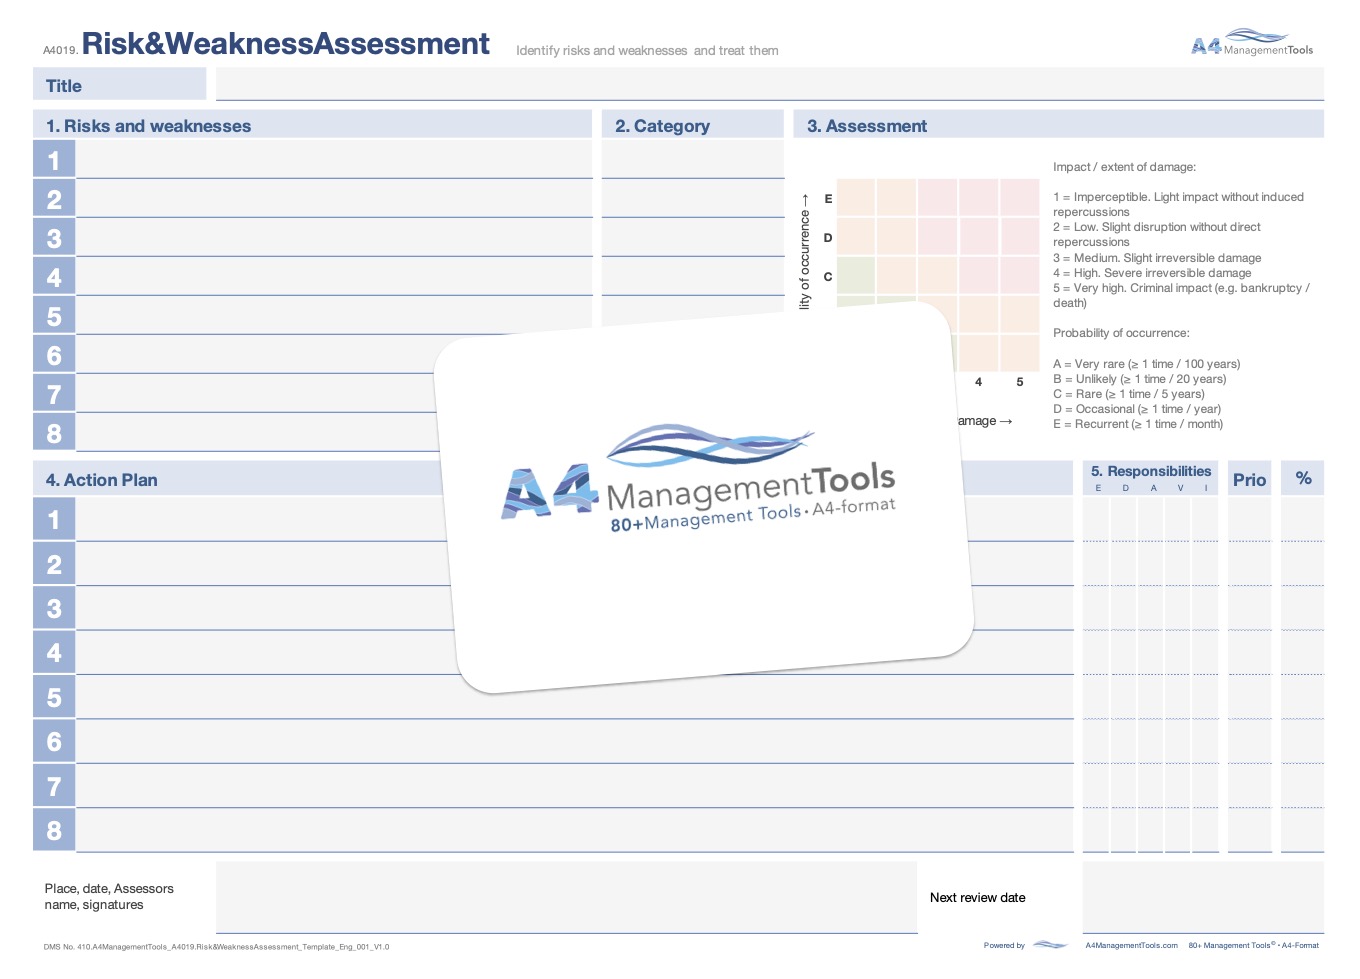 A4019. Risk&WeaknessAssessment Identify risks and weaknesses and treat them
A4 ManagementTools
Title
1. Risks and weaknesses
2. Category
3. Assessment
1
2
3
4
5
6
7
8
lity of occurrence →
E
D
C
4 5
amage →
Impact / extent of damage:
1 = Imperceptible. Light impact without induced
repercussions
2 = Low. Slight disruption without direct
repercussions
3 = Medium. Slight irreversible damage
4 = High. Severe irreversible damage
5 = Very high. Criminal impact (e.g. bankruptcy /
death)
Probability of occurrence:
A = Very rare (≥ 1 time / 100 years)
B = Unlikely (≥ 1 time / 20 years)
C = Rare (≥ 1 time / 5 years)
D = Occasional (≥ 1 time / year)
E = Recurrent (≥ 1 time / month)
A4 ManagementTools
80+Management Tools • A4-format
4. Action Plan
5. Responsibilities
E D A V I
Prio
%
1
2
3
4
5
6
7
8
Place, date, Assessors
name, signatures
Next review date
DMS No. 410.A4ManagementTools_A4019.Risk&WeaknessAssessment_Template_Eng_001_V1.0
Powered by A4ManagementTools.com 80+ Management Tools© • A4-Format